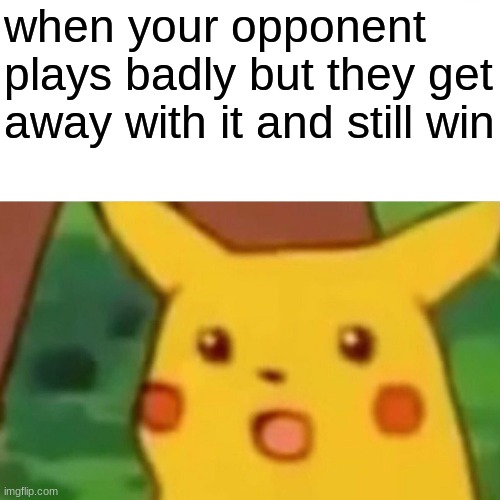 when your opponent
plays badly but they get
away with it and still win
imgflip.com